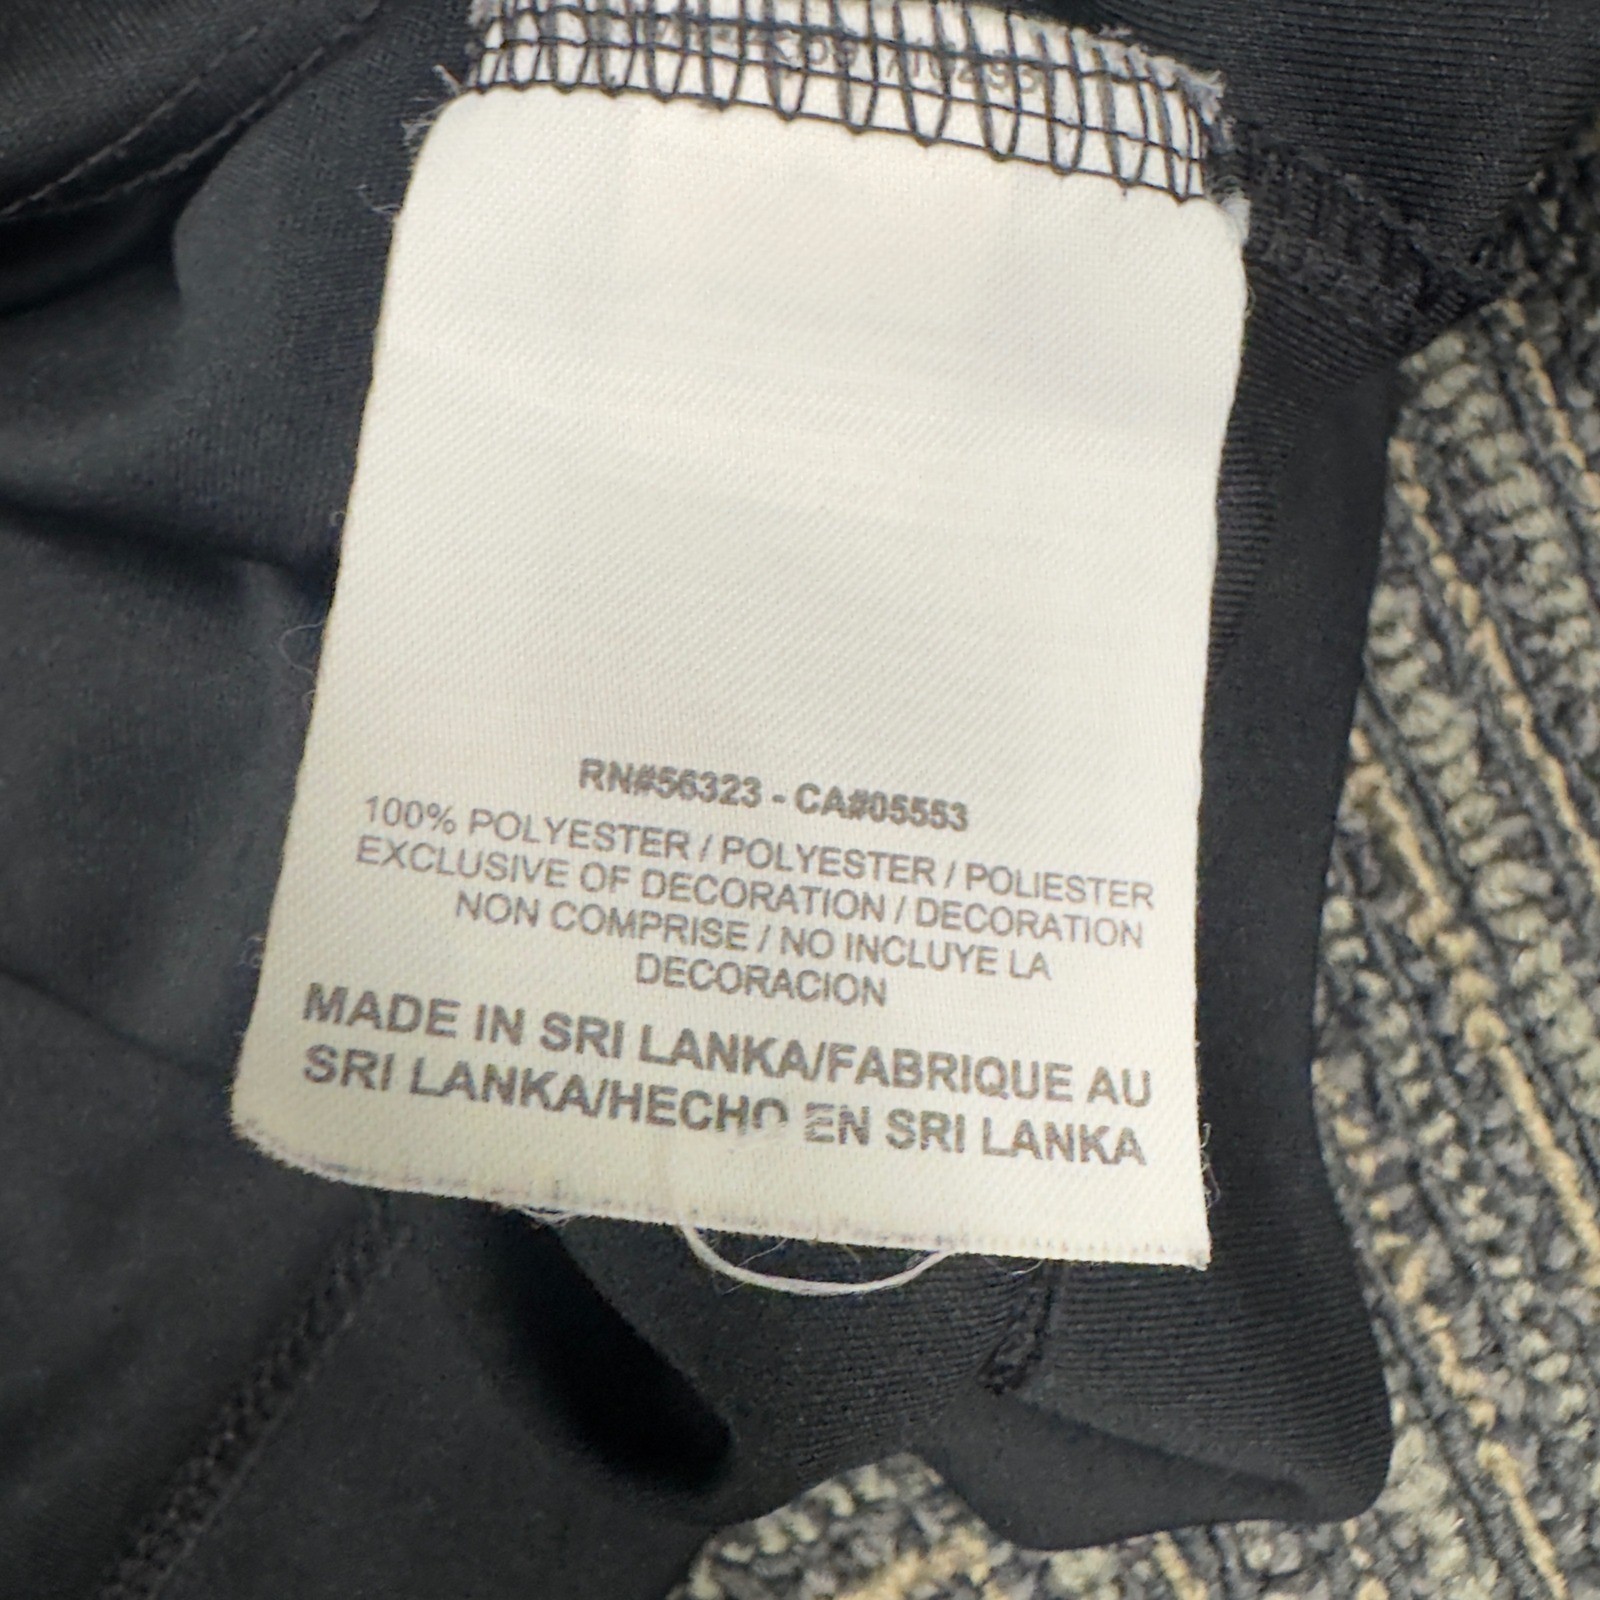 RN#56323 - CA#05553
100% POLYESTER / POLYESTER / POLIESTER
EXCLUSIVE OF DECORATION / DECORATION
NON COMPRISE / NO INCLUYE LA
DECORACION
MADE IN SRI LANKA/FABRIQUE AU
SRI LANKA/HECHO EN SRI LANKA